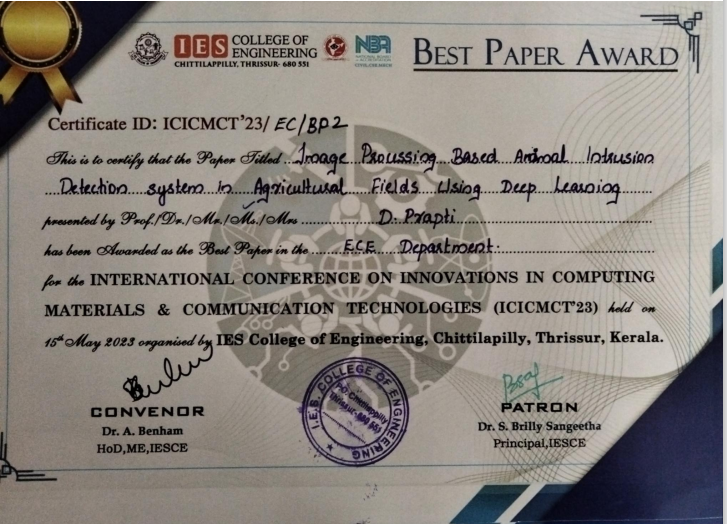 IES COLLEGE OF
ENGINEERING
CHITTILAPPILLY, THRISSUR- 680 551
NBA
BEST PAPER AWARD
Certificate ID: ICICMCT'23/ EC/BP2
This is to certify that the Paper Titled Image Processing Based Animal Intrusion
Detection system in Agricultural Fields Using Deep Learning
presented by Prof./Dr./Mr./Ms./Mrs D. Prapti
has been Awarded as the Best Paper in the E.C.E Department.
for the INTERNATIONAL CONFERENCE ON INNOVATIONS IN COMPUTING
MATERIALS & COMMUNICATION TECHNOLOGIES (ICICMCT'23) held on
15th May 2023 organised by IES College of Engineering, Chittilapilly, Thrissur, Kerala.
CONVENOR
Dr. A. Benham
HoD,ME,IESCE
I.E.S. COLLEGE OF ENGINEERING
P.O. Chittilappilly
Thrissur-680 551
PATRON
Dr. S. Brilly Sangeetha
Principal,IESCE